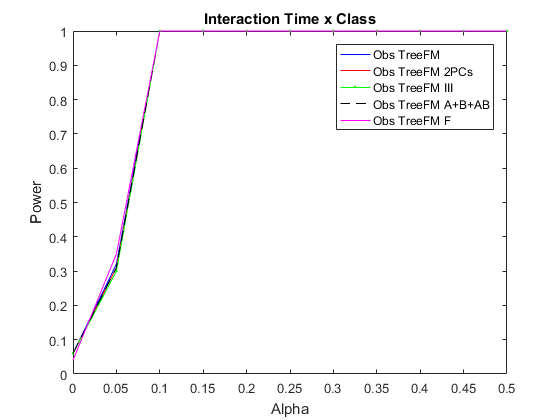 Interaction Time x Class
Obs TreeFM
Obs TreeFM 2PCs
Obs TreeFM III
Obs TreeFM A+B+AB
Obs TreeFM F
Power
1
0.9
0.8
0.7
0.6
0.5
0.4
0.3
0.2
0.1
0
0 0.05 0.1 0.15 0.2 0.25 0.3 0.35 0.4 0.45 0.5
Alpha